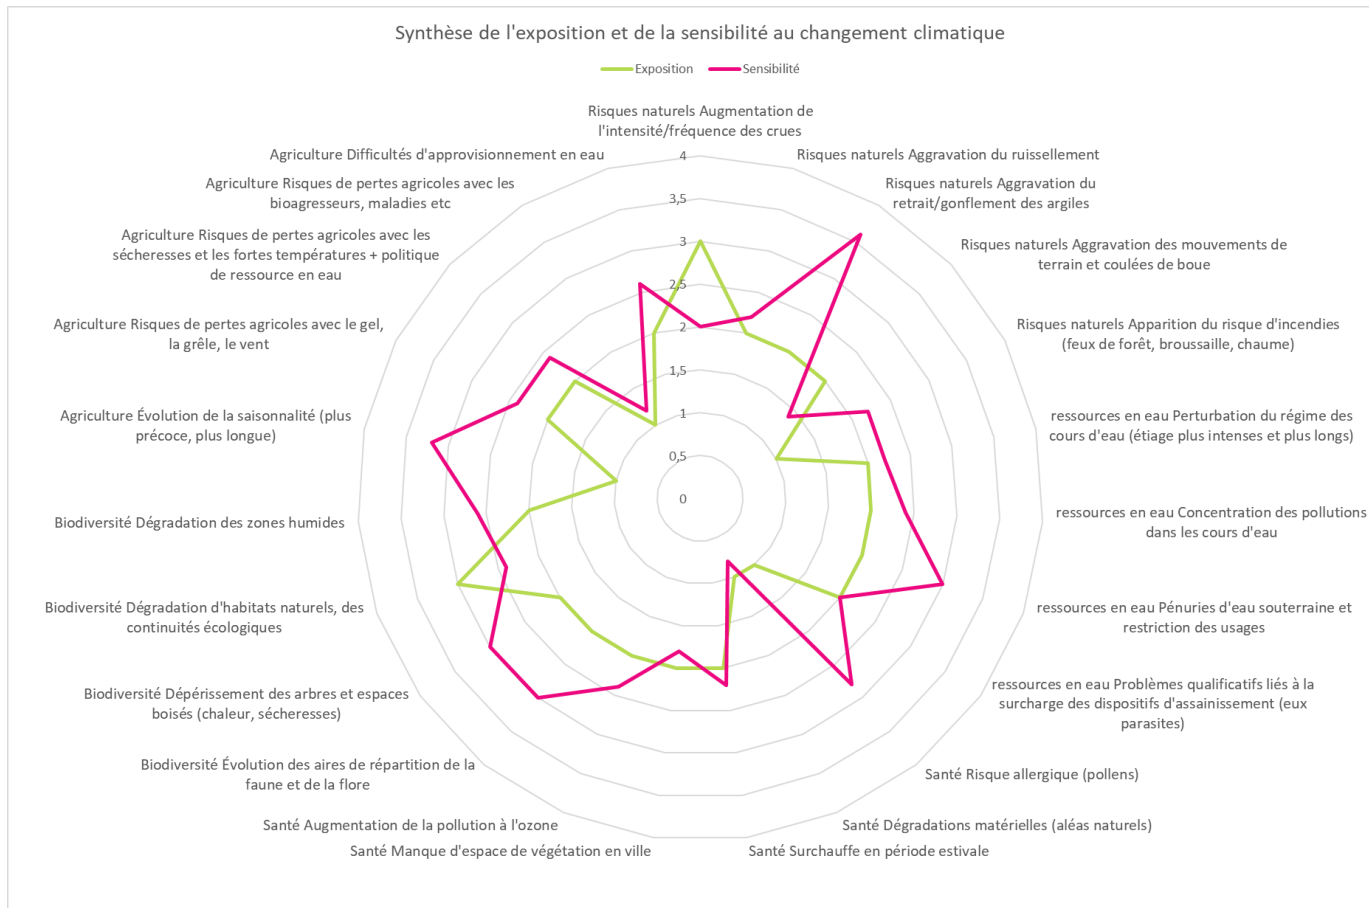 Synthèse de l'exposition et de la sensibilité au changement climatique
Exposition
Sensibilité
Risques naturels Augmentation de
l'intensité/fréquence des crues
Risques naturels Aggravation du ruissellement
Risques naturels Aggravation du
retrait/gonflement des argiles
Risques naturels Aggravation des mouvements de
terrain et coulées de boue
Risques naturels Apparition du risque d'incendies
(feux de forêt, broussaille, chaume)
ressources en eau Perturbation du régime des
cours d'eau (étiage plus intenses et plus longs)
ressources en eau Concentration des pollutions
dans les cours d'eau
ressources en eau Pénuries d'eau souterraine et
restriction des usages
ressources en eau Problèmes qualificatifs liés à la
surcharge des dispositifs d'assainissement (eux
parasites)
Santé Risque allergique (pollens)
Santé Dégradations matérielles (aléas naturels)
Santé Surchauffe en période estivale
Santé Manque d'espace de végétation en ville
Santé Augmentation de la pollution à l'ozone
Biodiversité Évolution des aires de répartition de la
faune et de la flore
Biodiversité Dépérissement des arbres et espaces
boisés (chaleur, sécheresses)
Biodiversité Dégradation d'habitats naturels, des
continuités écologiques
Biodiversité Dégradation des zones humides
Agriculture Évolution de la saisonnalité (plus
précoce, plus longue)
Agriculture Risques de pertes agricoles avec le gel,
la grêle, le vent
Agriculture Risques de pertes agricoles avec les
sécheresses et les fortes températures + politique
de ressource en eau
Agriculture Risques de pertes agricoles avec les
bioagresseurs, maladies etc
Agriculture Difficultés d'approvisionnement en eau
4
3,5
3
2,5
2
1,5
1
0,5
0